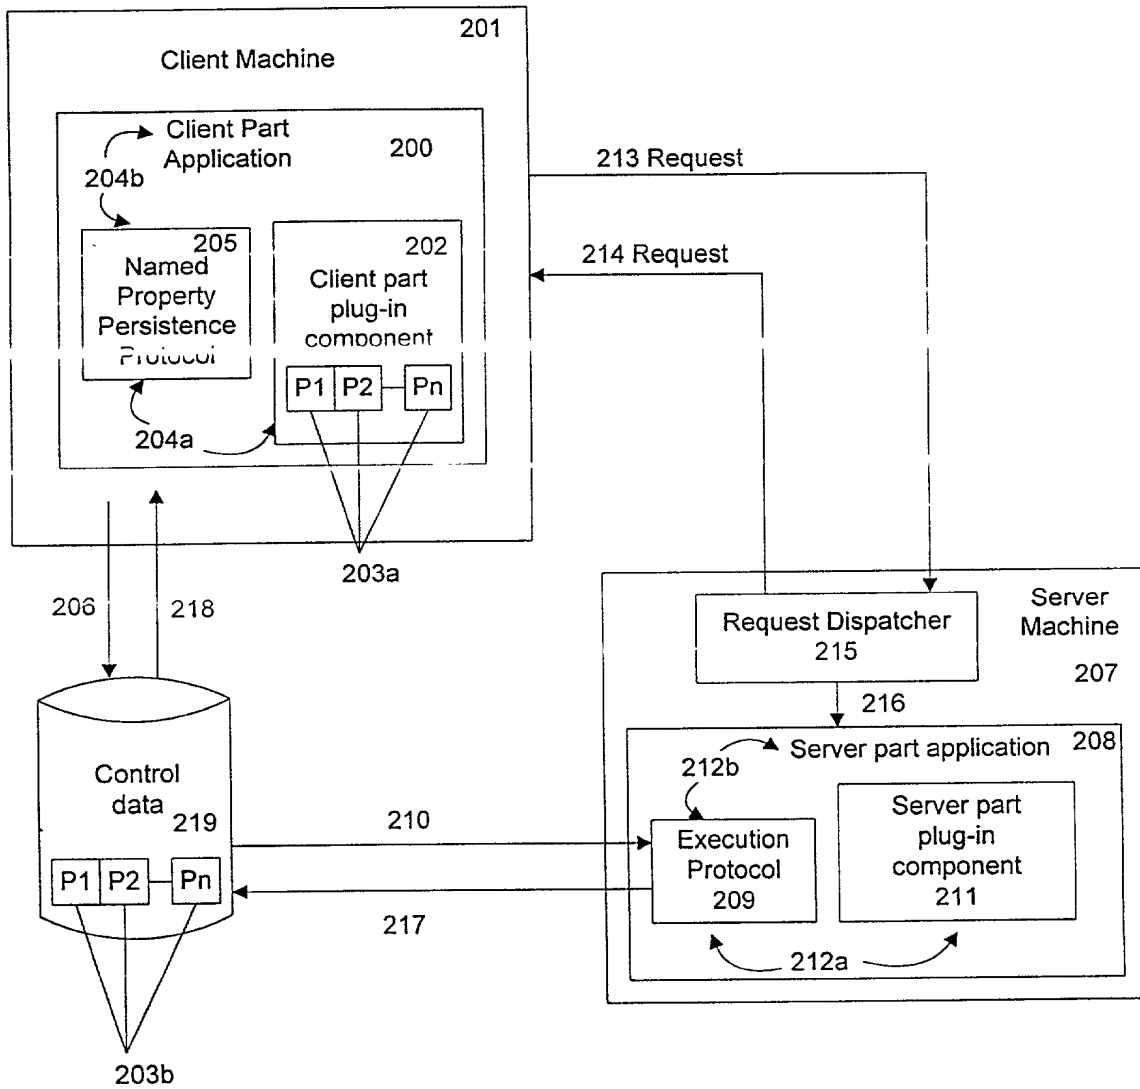 201
Client Machine
Client Part
Application
200
204b
205
Named
Property
Persistence
Protocol
202
Client part
plug-in
component
P1 P2 Pn
204a
203a
213 Request
214 Request
206
218
Control
data
219
P1 P2 Pn
203b
210
217
Server
Machine
207
Request Dispatcher
215
216
Server part application
208
212b
Execution
Protocol
209
Server part
plug-in
component
211
212a